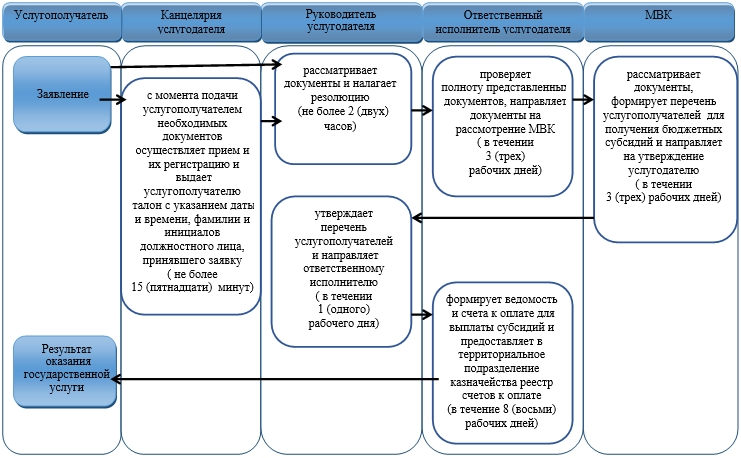 Услугополучатель
Канцелярия
услугодателя
Руководитель
услугодателя
Ответственный
исполнитель услугодателя
МВК
Заявление
с момента подачи
услугополучателем
необходимых
документов
осуществляет прием и
их регистрацию и
выдает
услугополучателю
талон с указанием даты
и времени, фамилии и
инициалов
должностного лица,
принявшего заявку
( не более
15 (пятнадцати) минут)
рассматривает
документы и налагает
резолюцию
(не более 2 (двух)
часов)
проверяет
полноту представленных
документов, направляет
документы на
рассмотрение МВК
( в течении
3 (трех)
рабочих дней)
рассматривает
документы,
формирует перечень
услугополучателей для
получения бюджетных
субсидий и направляет
на утверждение
услугодателю
( в течении
3 (трех) рабочих дней)
утверждает
перечень
услугополучателей
и направляет
ответственному
исполнителю
( в течении
1 (одного)
рабочего дня)
формирует ведомость
и счета к оплате для
выплаты субсидий и
предоставляет в
территориальное
подразделение
казначейства реестр
счетов к оплате
(в течение 8 (восьми)
рабочих дней)
Результат
оказания
государственной
услуги